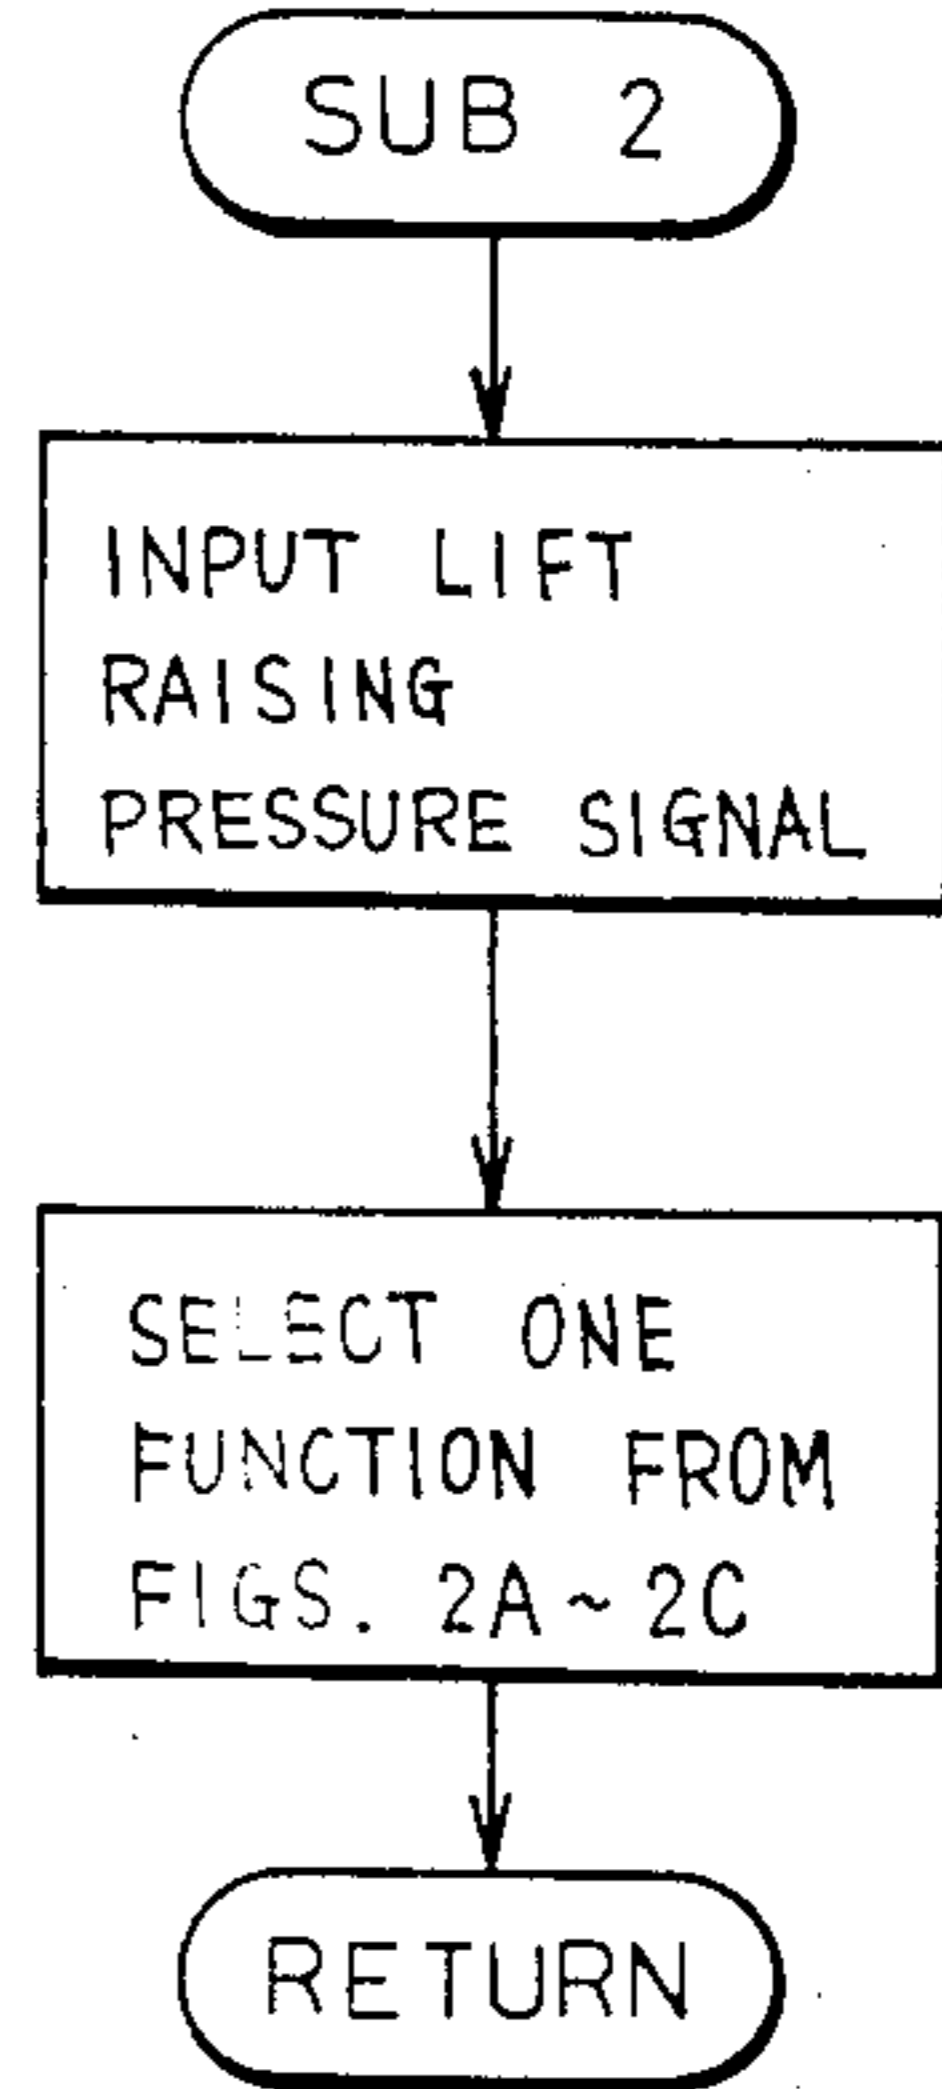 SUB 2
INPUT LIFT
RAISING
PRESSURE SIGNAL
SELECT ONE
FUNCTION FROM
FIGS. 2A~2C
RETURN